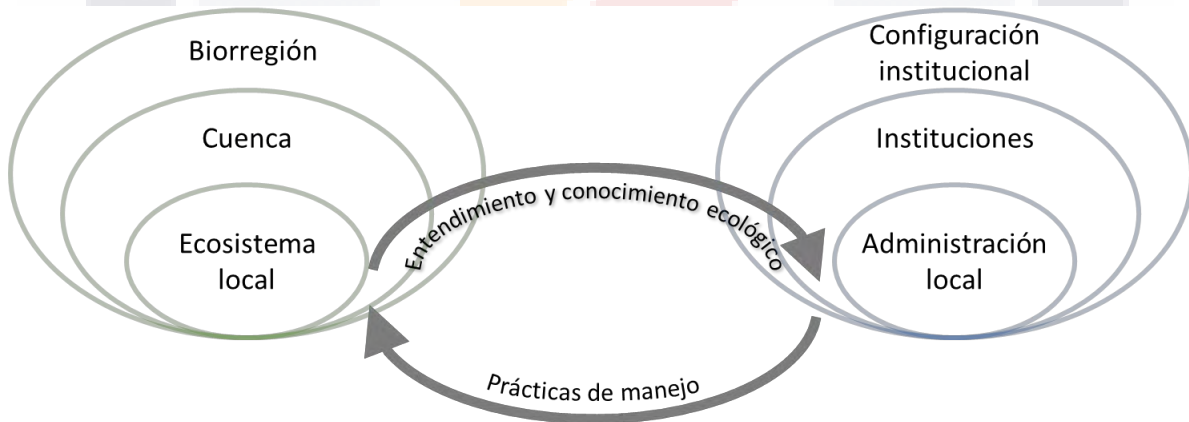 Biorregión
Cuenca
Ecosistema
local
Entendimiento y conocimiento ecológico
Prácticas de manejo
Configuración
institucional
Instituciones
Administración
local